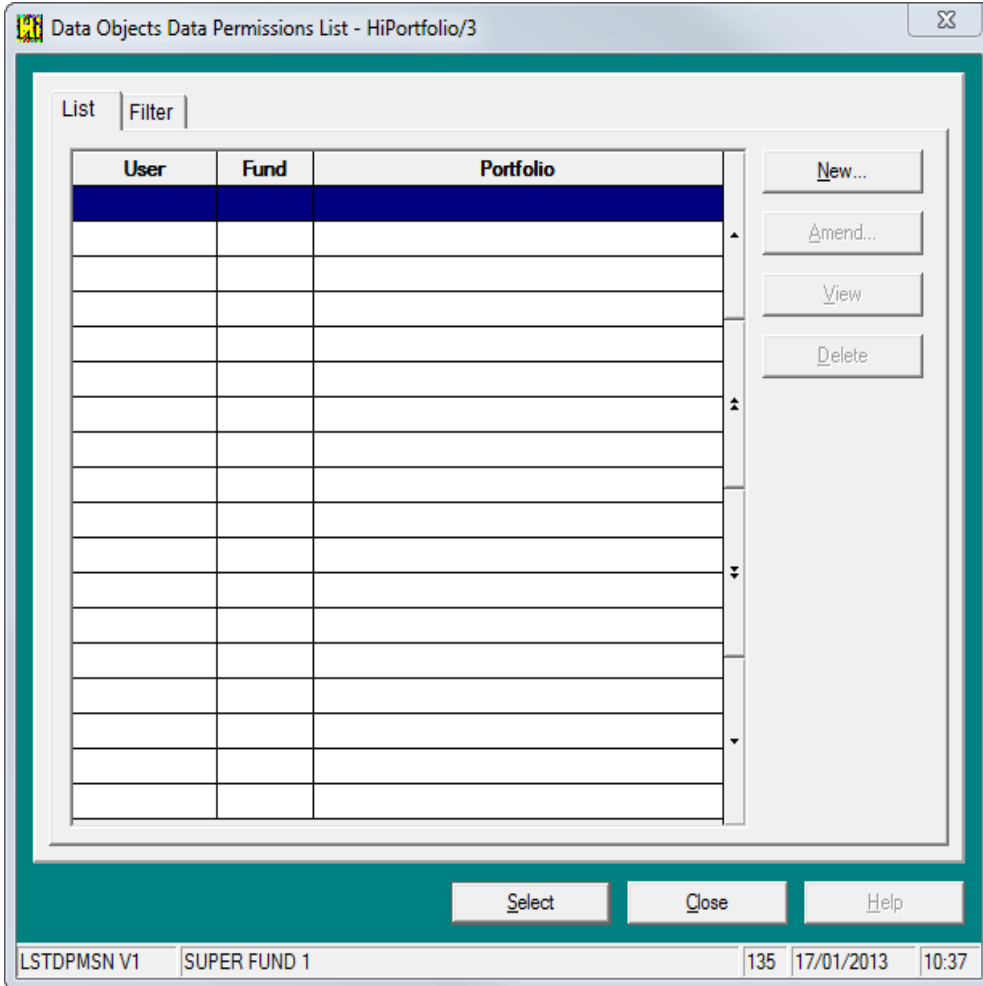 Data Objects Data Permissions List - HiPortfolio/3
List Filter
User Fund Portfolio
New...
Amend...
View
Delete
Select Close Help
LSTDPMSN V1 SUPER FUND 1 135 17/01/2013 10:37